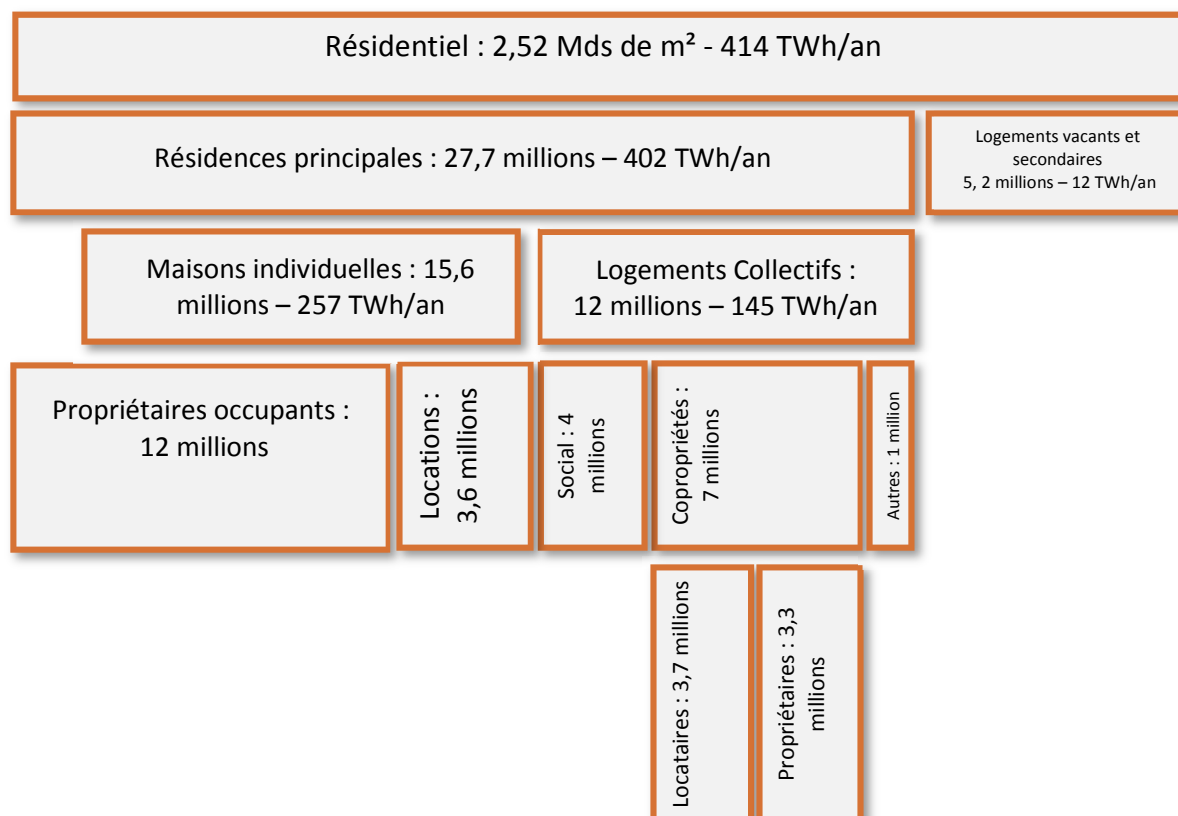 Résidentiel : 2,52 Mds de m² - 414 TWh/an
Résidences principales : 27,7 millions – 402 TWh/an
Logements vacants et
secondaires
5, 2 millions – 12 TWh/an
Maisons individuelles : 15,6
millions – 257 TWh/an
Logements Collectifs :
12 millions – 145 TWh/an
Propriétaires occupants :
12 millions
Locations :
3,6 millions
Social : 4
millions
Copropriétés :
7 millions
Autres : 1 million
Locataires : 3,7 millions
Propriétaires : 3,3
millions